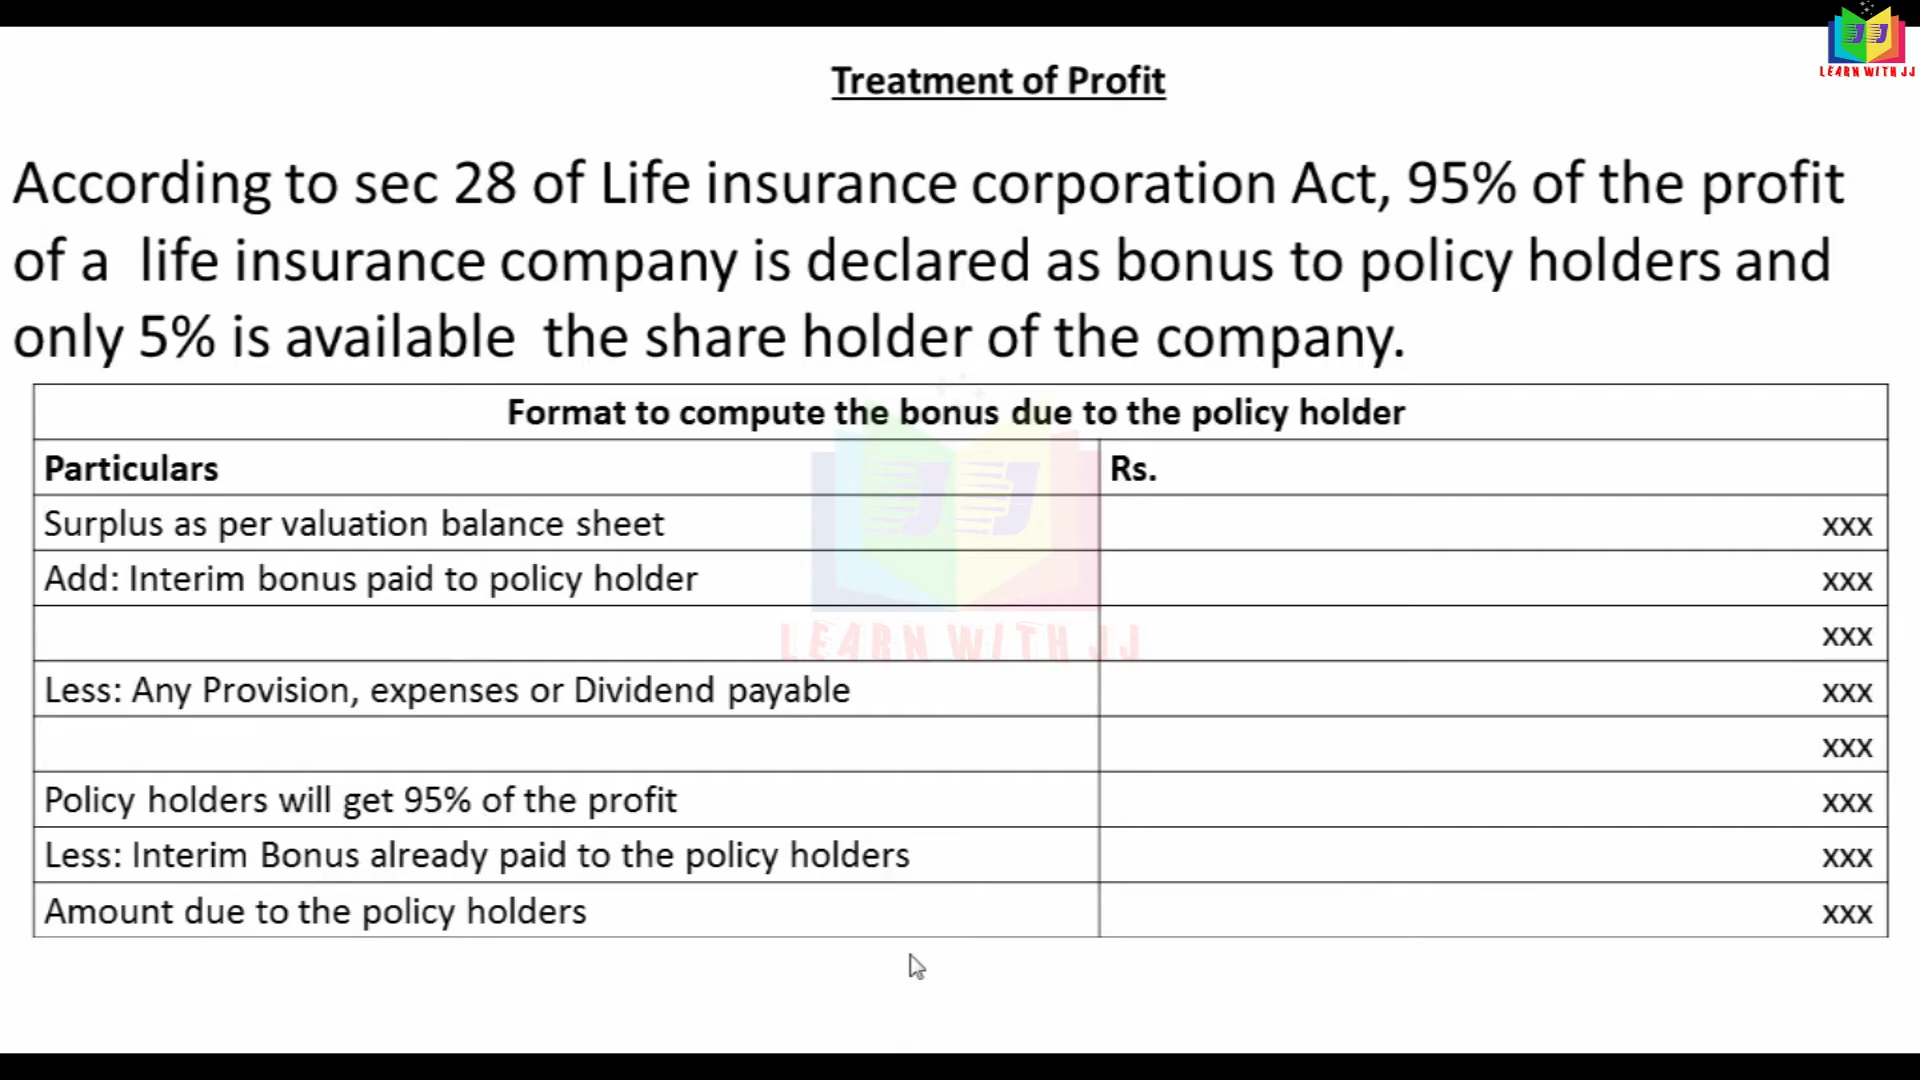 LEARN WITH JJ
Treatment of Profit
According to sec 28 of Life insurance corporation Act, 95% of the profit
of a life insurance company is declared as bonus to policy holders and
only 5% is available the share holder of the company.
Format to compute the bonus due to the policy holder
Particulars Rs.
Surplus as per valuation balance sheet xxx
Add: Interim bonus paid to policy holder xxx
xxx
LEARN WITH JJ
Less: Any Provision, expenses or Dividend payable xxx
xxx
Policy holders will get 95% of the profit xxx
Less: Interim Bonus already paid to the policy holders xxx
Amount due to the policy holders xxx